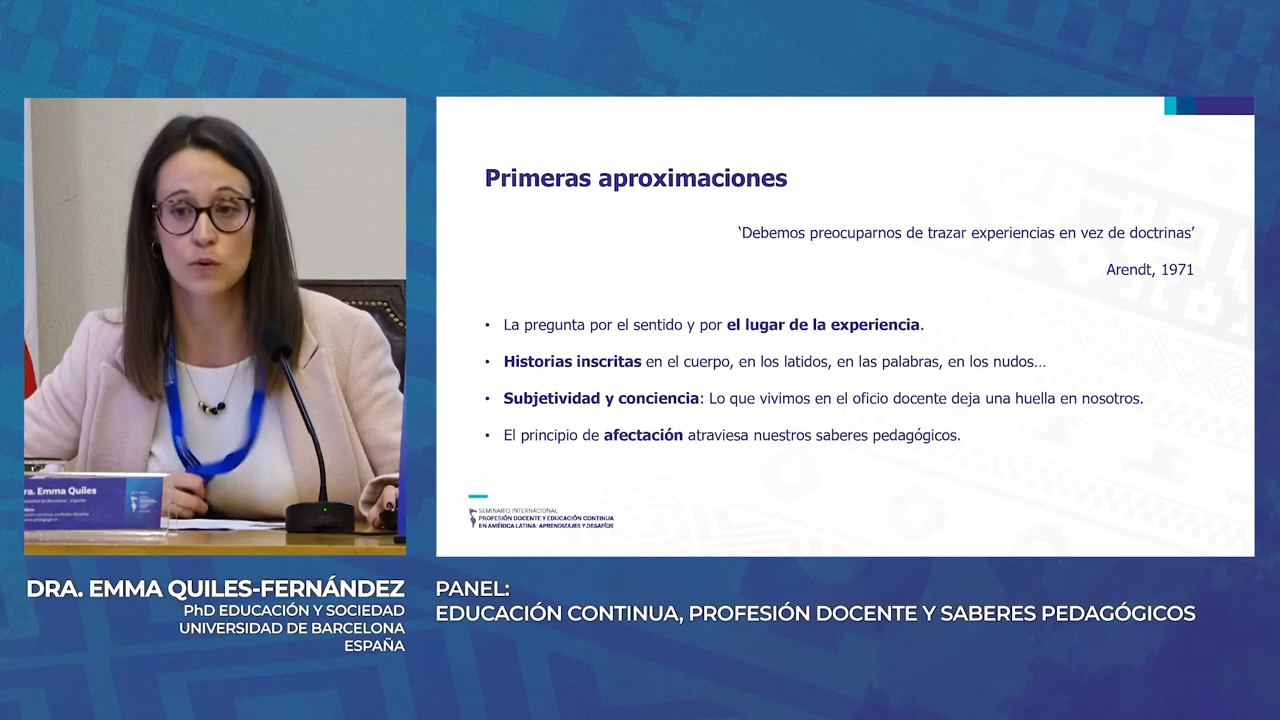 Primeras aproximaciones
‘Debemos preocuparnos de trazar experiencias en vez de doctrinas’
Arendt, 1971
• La pregunta por el sentido y por el lugar de la experiencia.
• Historias inscritas en el cuerpo, en los latidos, en las palabras, en los nudos...
• Subjetividad y conciencia: Lo que vivimos en el oficio docente deja una huella en nosotros.
• El principio de afectación atraviesa nuestros saberes pedagógicos.
SEMINARIO INTERNACIONAL
PROFESIÓN DOCENTE Y EDUCACIÓN CONTINUA
EN AMÉRICA LATINA: APRENDIZAJES Y DESAFÍOS
Emma Quiles
DRA. EMMA QUILES-FERNÁNDEZ
PhD EDUCACIÓN Y SOCIEDAD
UNIVERSIDAD DE BARCELONA
ESPAÑA
PANEL:
EDUCACIÓN CONTINUA, PROFESIÓN DOCENTE Y SABERES PEDAGÓGICOS